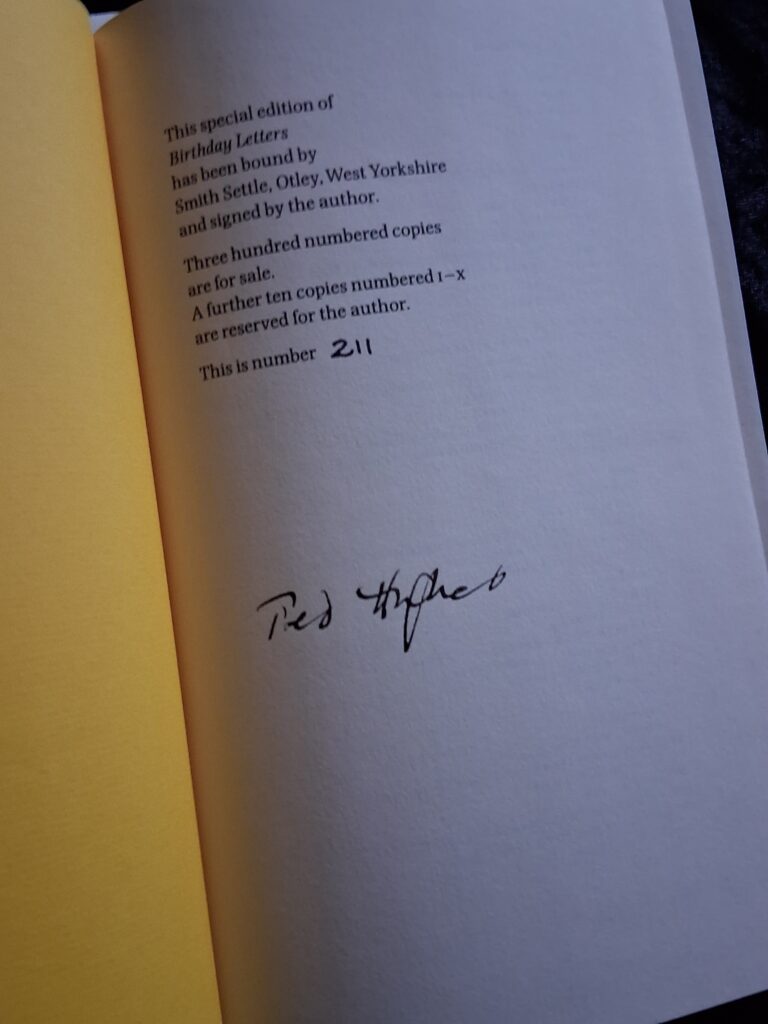 This special edition of
Birthday Letters
has been bound by
Smith Settle, Otley, West Yorkshire
and signed by the author.
Three hundred numbered copies
are for sale.
A further ten copies numbered I–X
are reserved for the author.
This is number 211
Ted Hughes